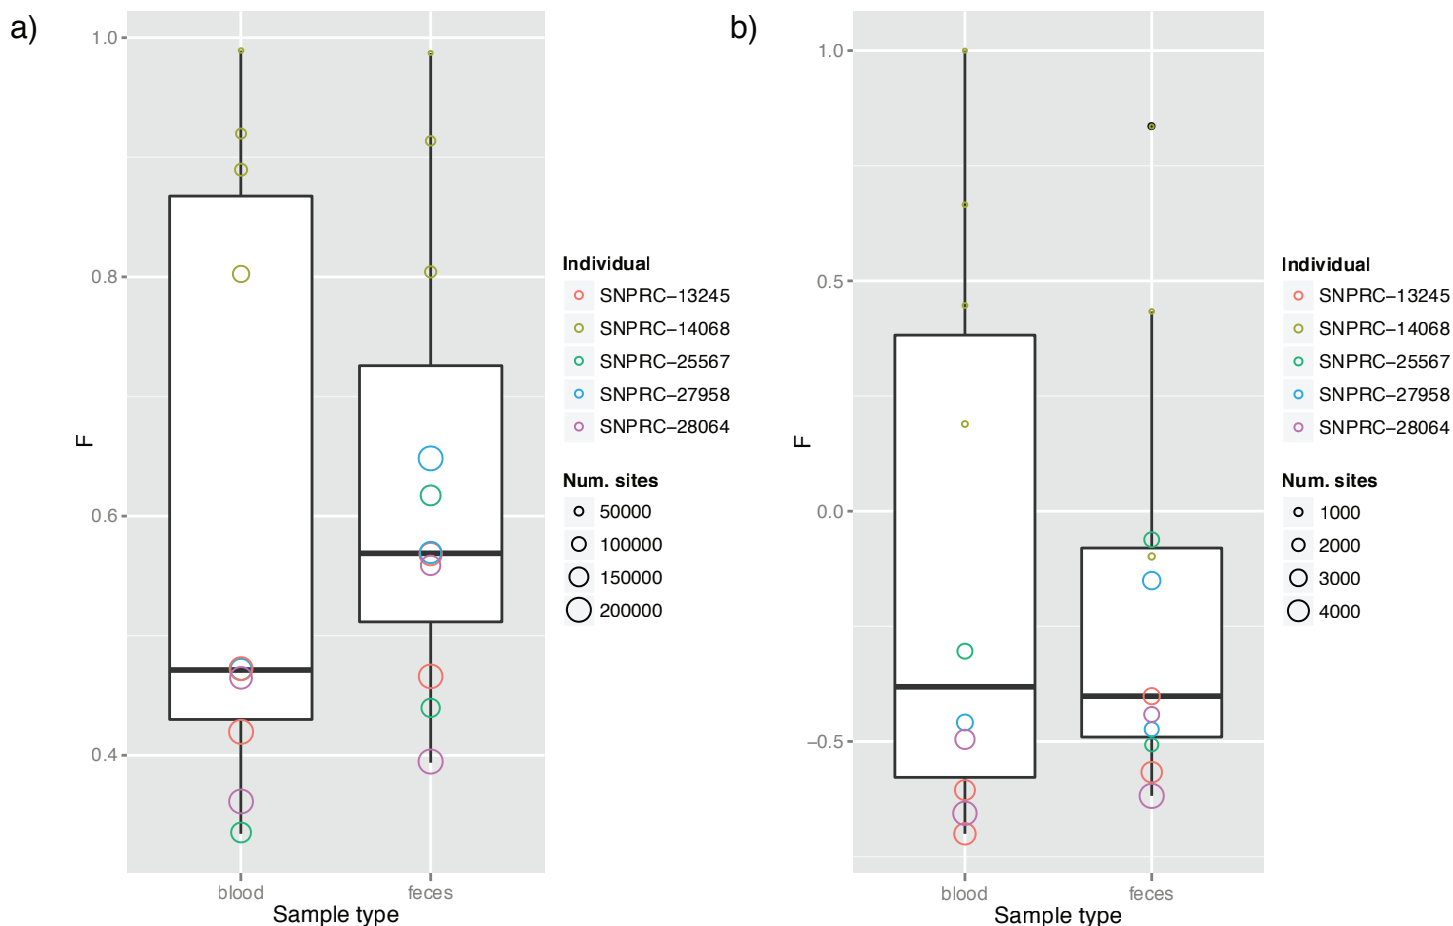 a)
1.0
0.8
0.6
0.4
F
blood
feces
Sample type
Individual
SNPRC−13245
SNPRC−14068
SNPRC−25567
SNPRC−27958
SNPRC−28064
Num. sites
50000
100000
150000
200000
b)
1.0
0.5
0.0
−0.5
F
blood
feces
Sample type
Individual
SNPRC−13245
SNPRC−14068
SNPRC−25567
SNPRC−27958
SNPRC−28064
Num. sites
1000
2000
3000
4000